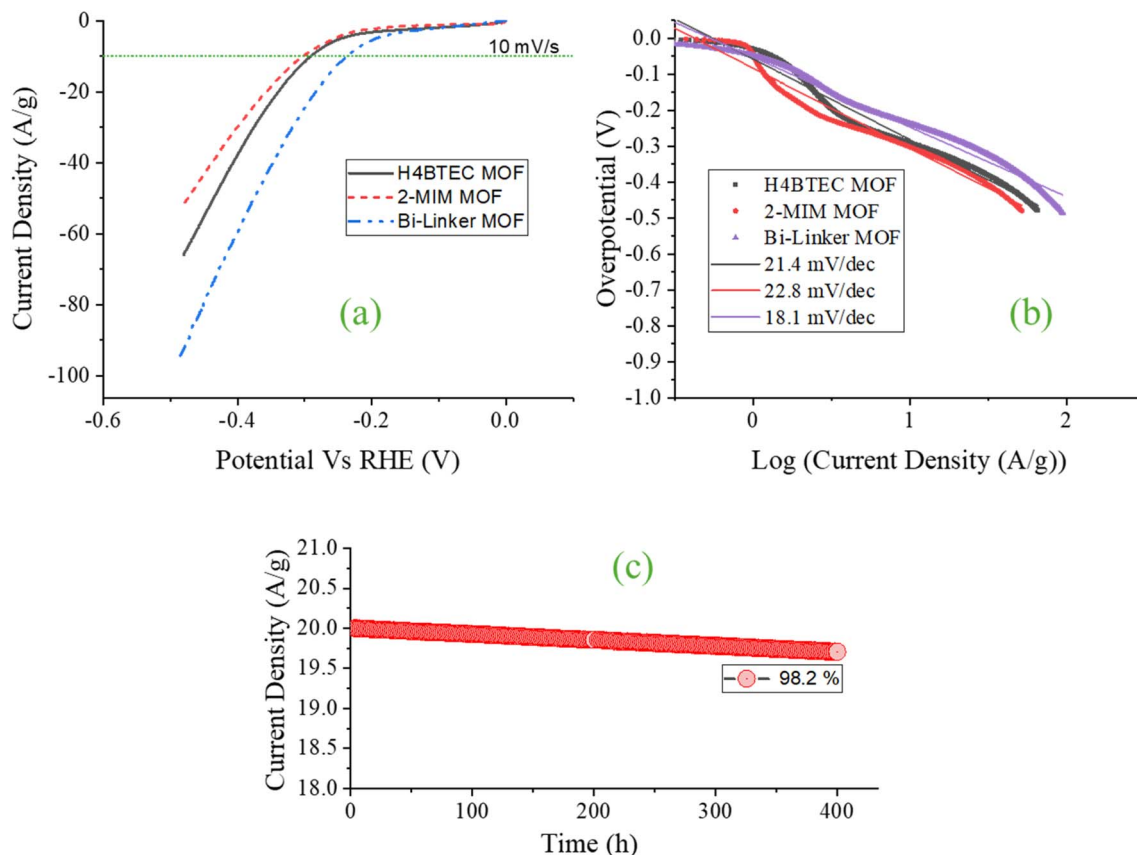 0
-20
-40
-60
-80
-100
Current Density (A/g)
10 mV/s
H4BTEC MOF
2-MIM MOF
Bi-Linker MOF
(a)
-0.6
-0.4
-0.2
0.0
Potential Vs RHE (V)
0.0
-0.1
-0.2
-0.3
-0.4
-0.5
-0.6
-0.7
-0.8
-0.9
-1.0
Overpotential (V)
H4BTEC MOF
2-MIM MOF
Bi-Linker MOF
21.4 mV/dec
22.8 mV/dec
18.1 mV/dec
(b)
0
1
2
Log (Current Density (A/g))
21.0
20.5
20.0
19.5
19.0
18.5
18.0
Current Density (A/g)
(c)
98.2 %
0
100
200
300
400
Time (h)